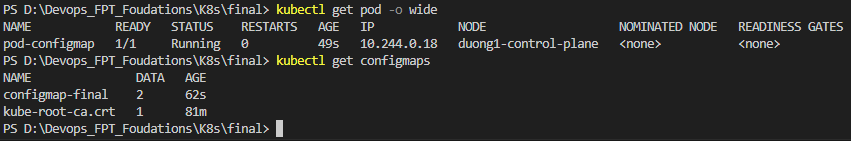 PS D:\Devops_FPT_Foudations\K8s\final> kubectl get pod -o wide
NAME READY STATUS RESTARTS AGE IP NODE NOMINATED NODE READINESS GATES
pod-configmap 1/1 Running 0 49s 10.244.0.18 duong1-control-plane <none> <none>
PS D:\Devops_FPT_Foudations\K8s\final> kubectl get configmaps
NAME DATA AGE
configmap-final 2 62s
kube-root-ca.crt 1 81m
PS D:\Devops_FPT_Foudations\K8s\final>